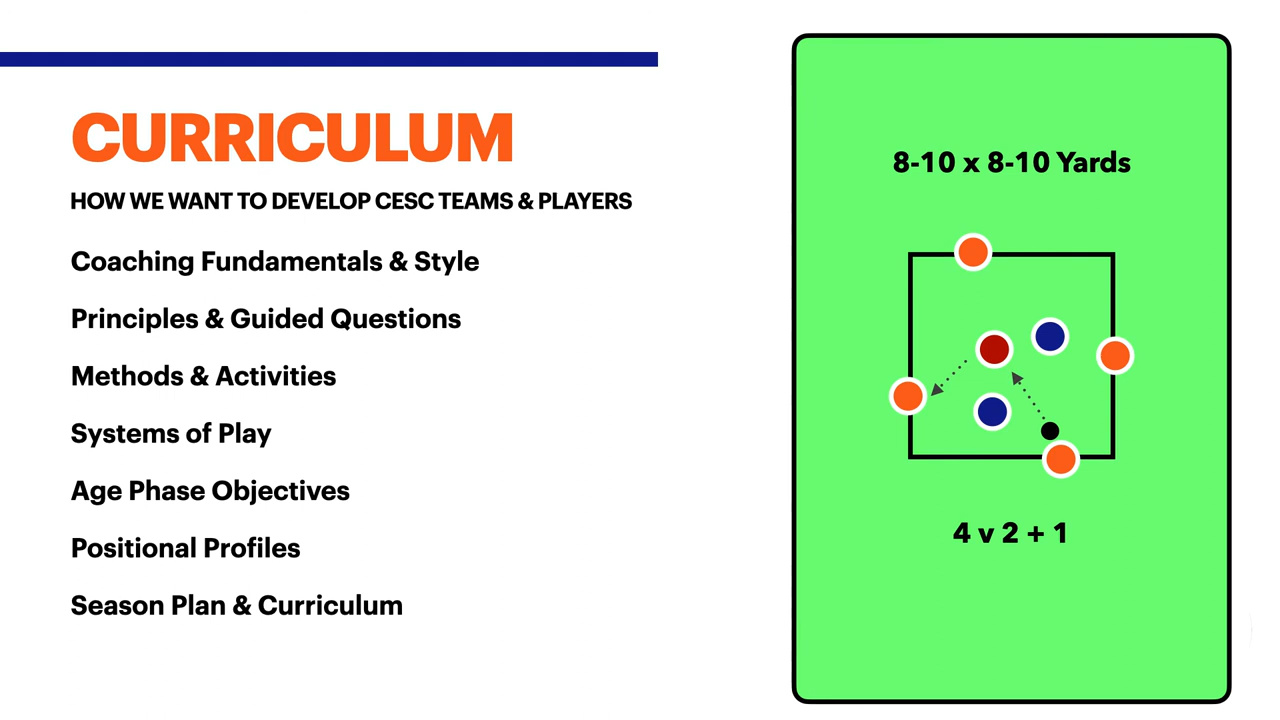 CURRICULUM
HOW WE WANT TO DEVELOP CESC TEAMS & PLAYERS
Coaching Fundamentals & Style
Principles & Guided Questions
Methods & Activities
Systems of Play
Age Phase Objectives
Positional Profiles
Season Plan & Curriculum
8-10 x 8-10 Yards
4 v 2 + 1